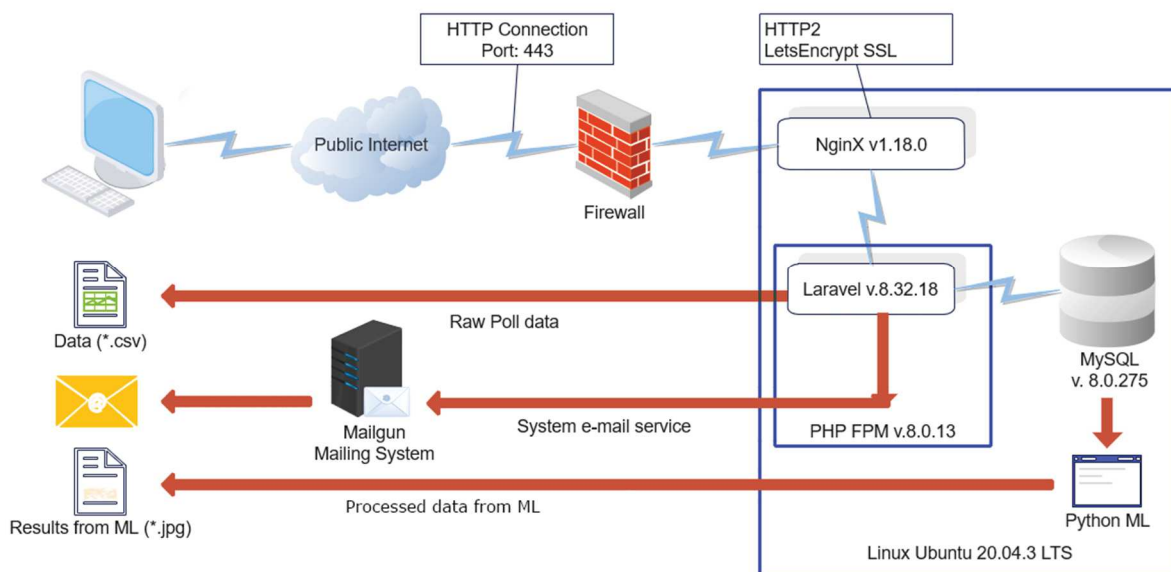 HTTP Connection
Port: 443
HTTP2
LetsEncrypt SSL
Public Internet
NginX v1.18.0
Firewall
Laravel v.8.32.18
Raw Poll data
Data (*.csv)
MySQL
v. 8.0.275
System e-mail service
PHP FPM v.8.0.13
Mailgun
Mailing System
Processed data from ML
Results from ML (*.jpg)
Python ML
Linux Ubuntu 20.04.3 LTS